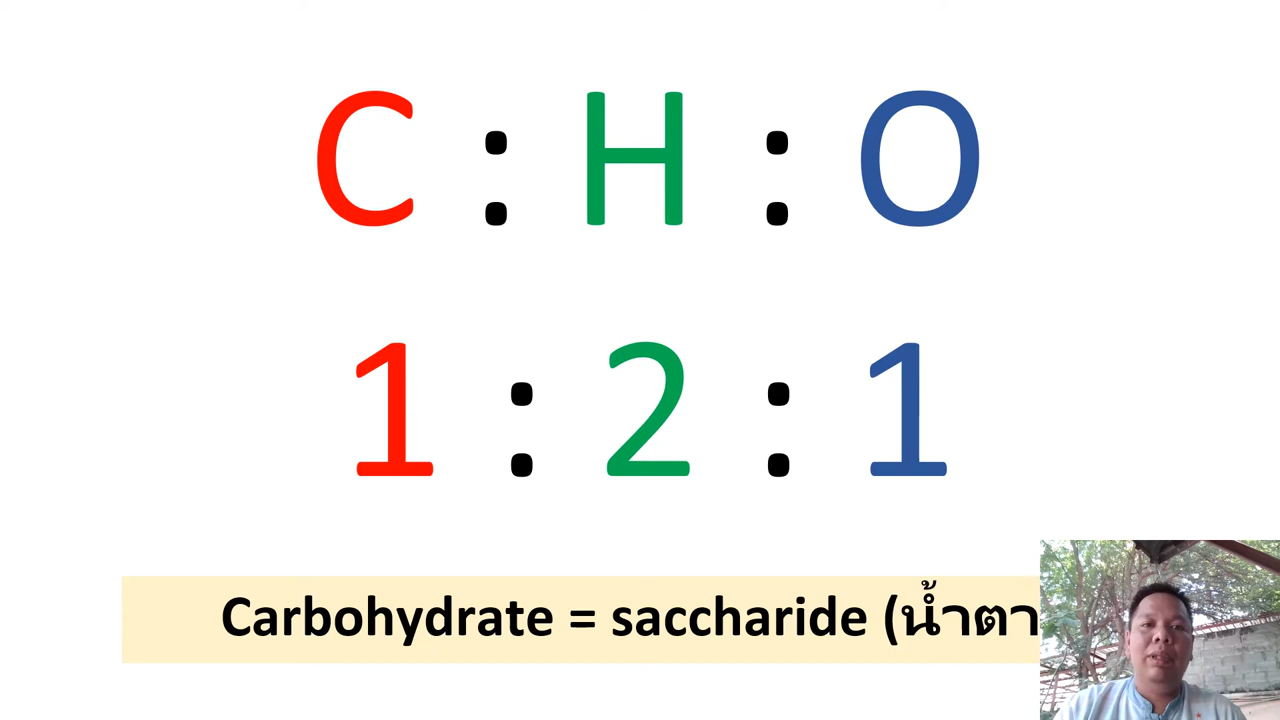 C : H : O
1 : 2 : 1
Carbohydrate = saccharide (น้ำตา